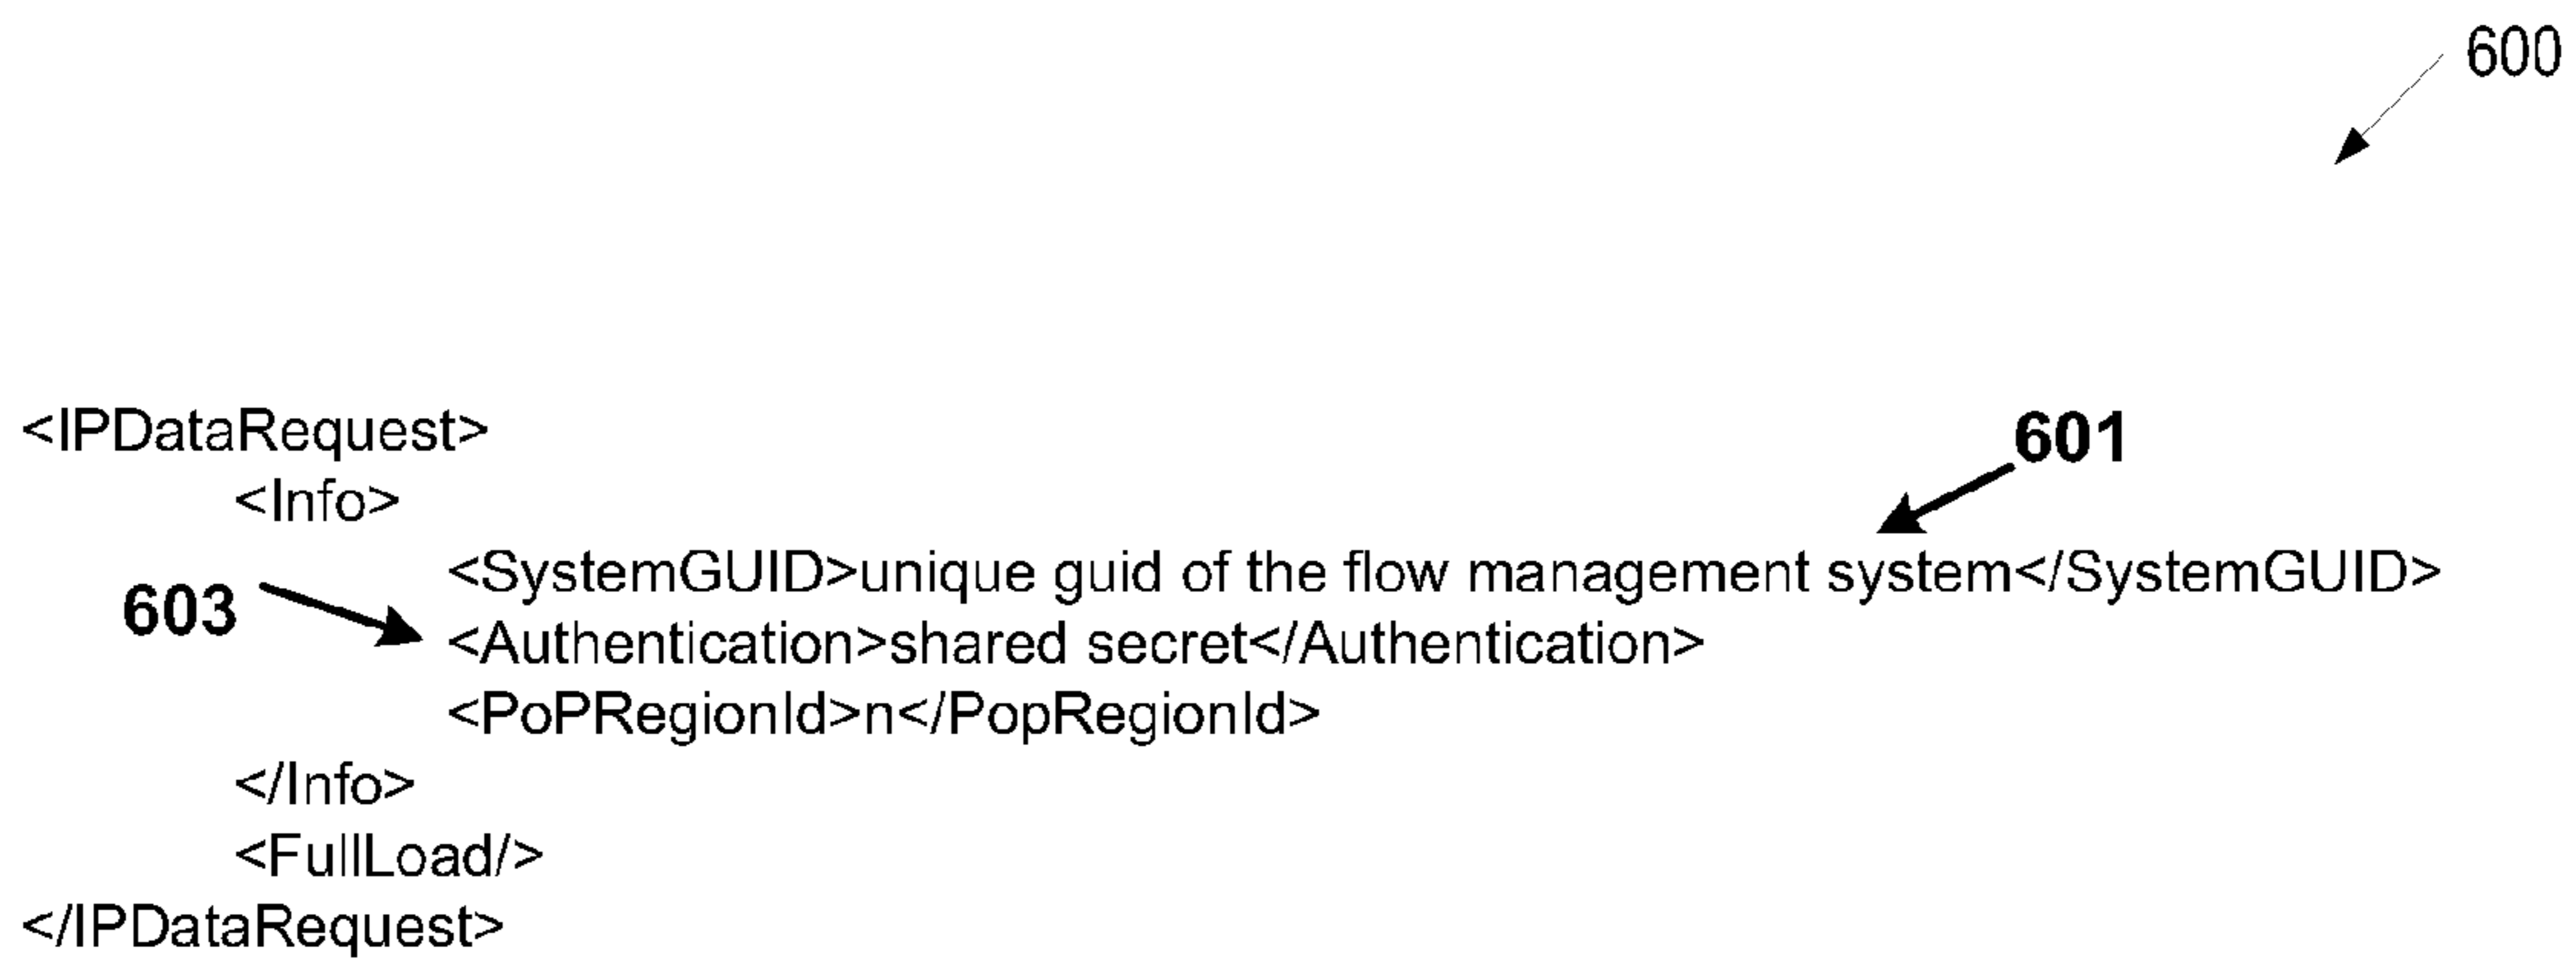 600
<IPDataRequest>
601
<Info>
<SystemGUID>unique guid of the flow management system</SystemGUID>
603
<Authentication>shared secret</Authentication>
<PoPRegionId>n</PopRegionId>
</Info>
<FullLoad/>
</IPDataRequest>